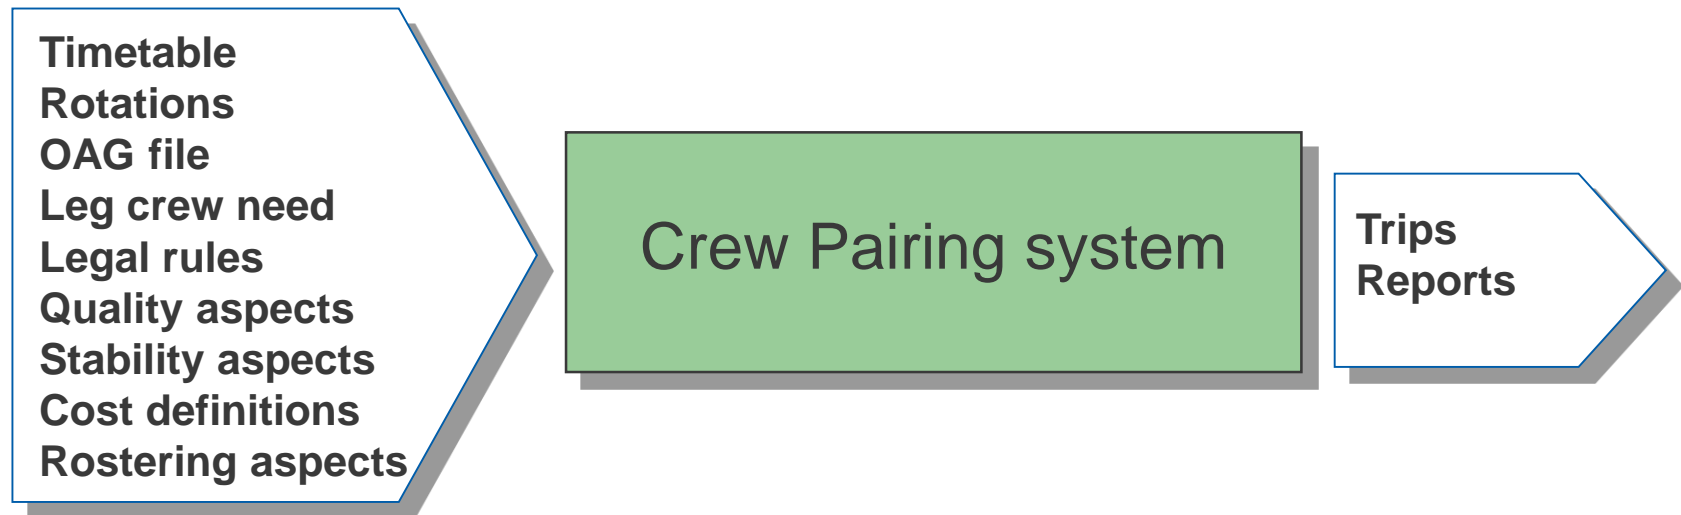 Timetable
Rotations
OAG file
Leg crew need
Legal rules
Quality aspects
Stability aspects
Cost definitions
Rostering aspects
Crew Pairing system
Trips
Reports